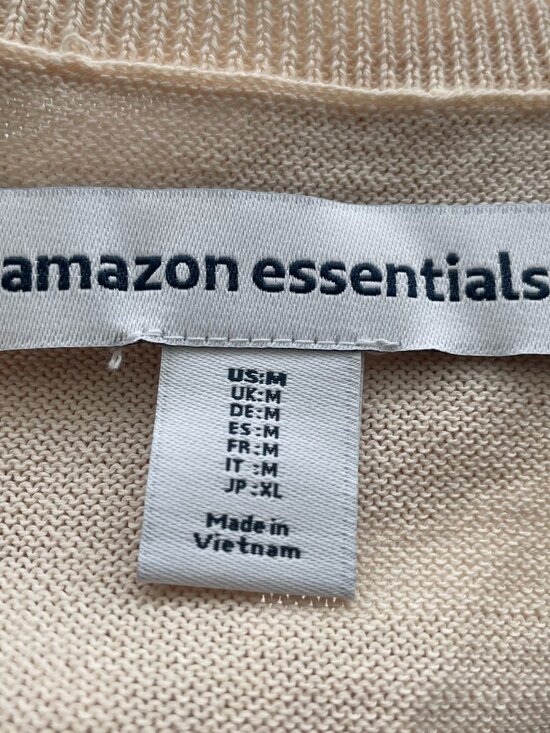 amazon essentials
US:M
UK:M
DE:M
ES:M
FR:M
IT :M
JP:XL
Made in
Vietnam